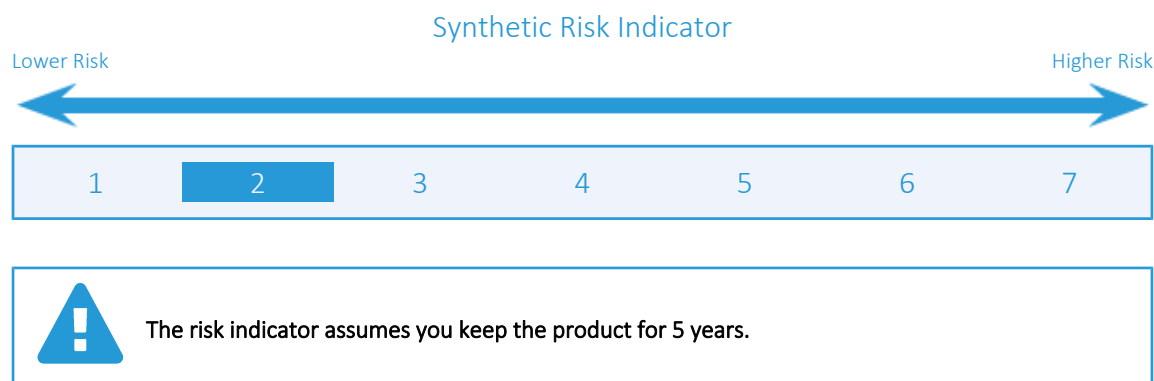 Synthetic Risk Indicator
Lower Risk Higher Risk
1 2 3 4 5 6 7
The risk indicator assumes you keep the product for 5 years.